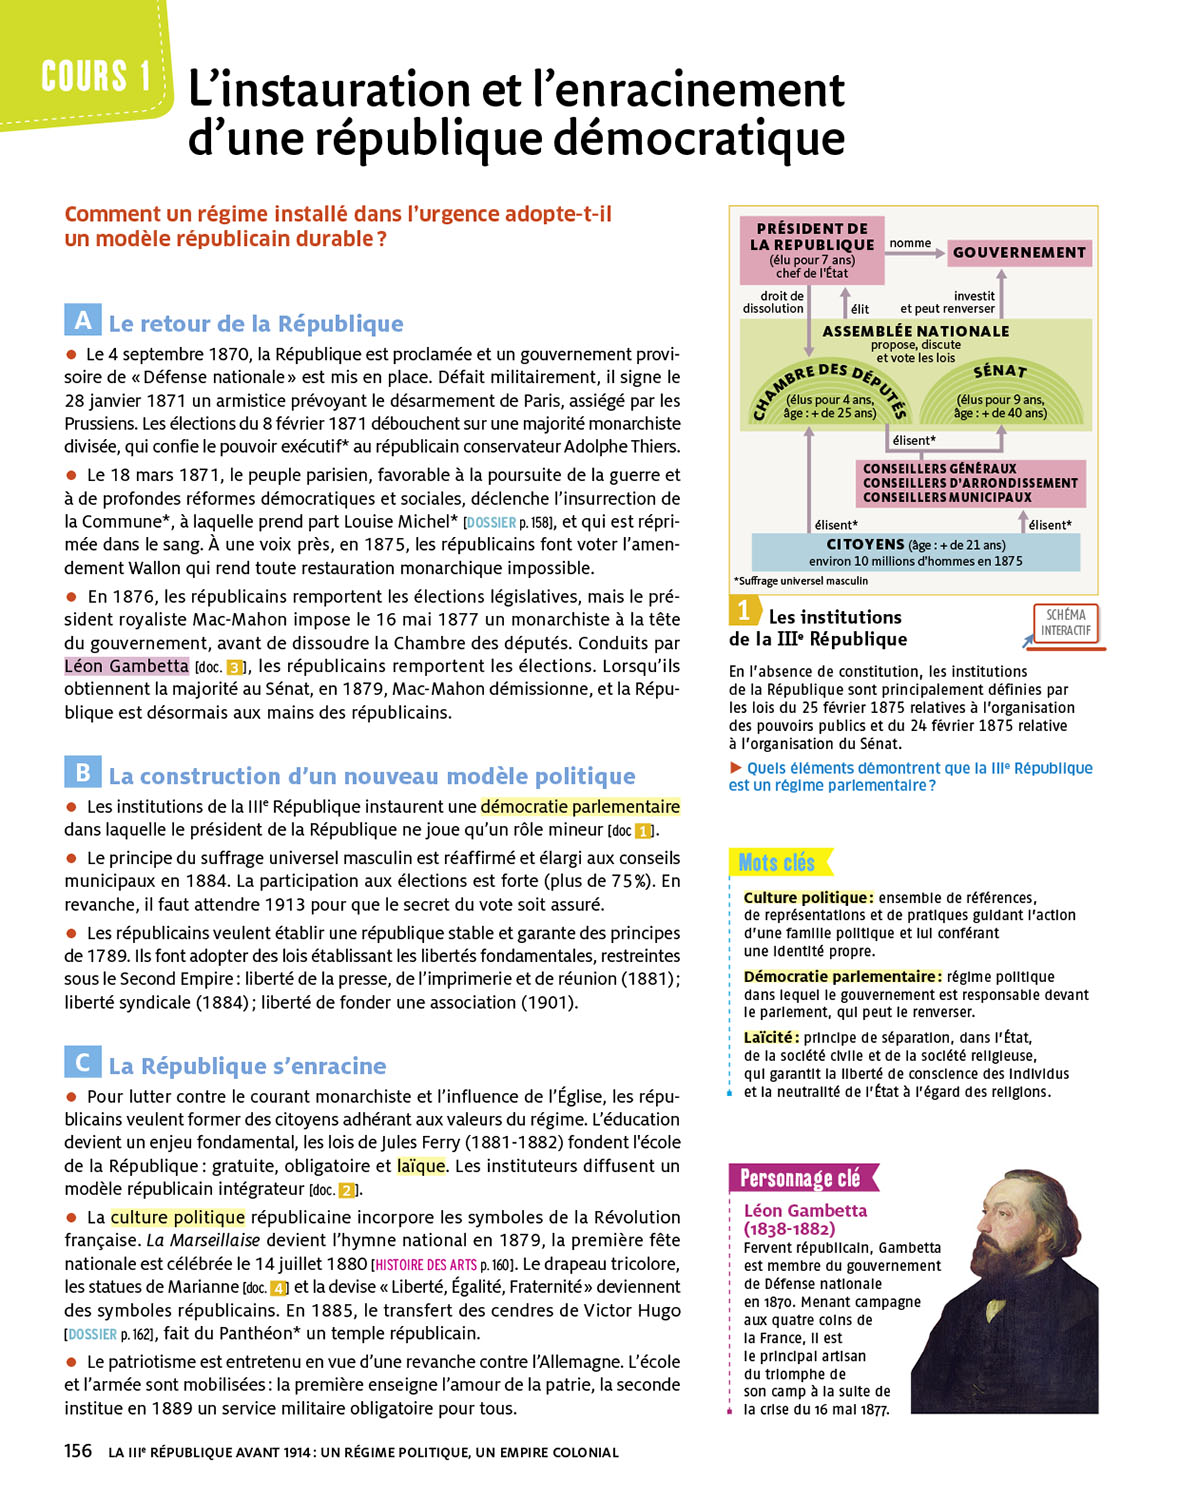 COURS 1
L'instauration et l'enracinement
d'une république démocratique
Comment un régime installé dans l'urgence adopte-t-il
un modèle républicain durable ?
A Le retour de la République
• Le 4 septembre 1870, la République est proclamée et un gouvernement provi-
soire de « Défense nationale » est mis en place. Défait militairement, il signe le
28 janvier 1871 un armistice prévoyant le désarmement de Paris, assiégé par les
Prussiens. Les élections du 8 février 1871 débouchent sur une majorité monarchiste
divisée, qui confie le pouvoir exécutif* au républicain conservateur Adolphe Thiers.
• Le 18 mars 1871, le peuple parisien, favorable à la poursuite de la guerre et
à de profondes réformes démocratiques et sociales, déclenche l'insurrection de
la Commune*, à laquelle prend part Louise Michel* [DOSSIER p. 158], et qui est répri-
mée dans le sang. À une voix près, en 1875, les républicains font voter l'amen-
dement Wallon qui rend toute restauration monarchique impossible.
• En 1876, les républicains remportent les élections législatives, mais le pré-
sident royaliste Mac-Mahon impose le 16 mai 1877 un monarchiste à la tête
du gouvernement, avant de dissoudre la Chambre des députés. Conduits par
Léon Gambetta [doc. 3], les républicains remportent les élections. Lorsqu'ils
obtiennent la majorité au Sénat, en 1879, Mac-Mahon démissionne, et la Répu-
blique est désormais aux mains des républicains.
B La construction d'un nouveau modèle politique
• Les institutions de la IIIe République instaurent une démocratie parlementaire
dans laquelle le président de la République ne joue qu'un rôle mineur [doc 1].
• Le principe du suffrage universel masculin est réaffirmé et élargi aux conseils
municipaux en 1884. La participation aux élections est forte (plus de 75 %). En
revanche, il faut attendre 1913 pour que le secret du vote soit assuré.
• Les républicains veulent établir une république stable et garante des principes
de 1789. Ils font adopter des lois établissant les libertés fondamentales, restreintes
sous le Second Empire : liberté de la presse, de l'imprimerie et de réunion (1881) ;
liberté syndicale (1884) ; liberté de fonder une association (1901).
C La République s'enracine
• Pour lutter contre le courant monarchiste et l'influence de l'Église, les répu-
blicains veulent former des citoyens adhérant aux valeurs du régime. L'éducation
devient un enjeu fondamental, les lois de Jules Ferry (1881-1882) fondent l'école
de la République : gratuite, obligatoire et laïque. Les instituteurs diffusent un
modèle républicain intégrateur [doc. 2].
• La culture politique républicaine incorpore les symboles de la Révolution
française. La Marseillaise devient l'hymne national en 1879, la première fête
nationale est célébrée le 14 juillet 1880 [HISTOIRE DES ARTS p. 160]. Le drapeau tricolore,
les statues de Marianne [doc. 4] et la devise « Liberté, Égalité, Fraternité » deviennent
des symboles républicains. En 1885, le transfert des cendres de Victor Hugo
[DOSSIER p. 162], fait du Panthéon* un temple républicain.
• Le patriotisme est entretenu en vue d'une revanche contre l'Allemagne. L'école
et l'armée sont mobilisées : la première enseigne l'amour de la patrie, la seconde
institue en 1889 un service militaire obligatoire pour tous.
PRÉSIDENT DE
LA REPUBLIQUE
(élu pour 7 ans)
chef de l'État
nomme
GOUVERNEMENT
droit de
dissolution
élit
investit
et peut renverser
ASSEMBLÉE NATIONALE
propose, discute
et vote les lois
CHAMBRE DES DÉPUTÉS
(élus pour 4 ans,
âge : + de 25 ans)
SÉNAT
(élus pour 9 ans,
âge : + de 40 ans)
élisent*
CONSEILLERS GÉNÉRAUX
CONSEILLERS D'ARRONDISSEMENT
CONSEILLERS MUNICIPAUX
élisent*
élisent*
CITOYENS (âge : + de 21 ans)
environ 10 millions d'hommes en 1875
*Suffrage universel masculin
1 Les institutions
de la IIIe République
SCHÉMA
INTERACTIF
En l'absence de constitution, les institutions
de la République sont principalement définies par
les lois du 25 février 1875 relatives à l'organisation
des pouvoirs publics et du 24 février 1875 relative
à l'organisation du Sénat.
► Quels éléments démontrent que la IIIe République
est un régime parlementaire ?
Mots clés
Culture politique : ensemble de références,
de représentations et de pratiques guidant l'action
d'une famille politique et lui conférant
une identité propre.
Démocratie parlementaire : régime politique
dans lequel le gouvernement est responsable devant
le parlement, qui peut le renverser.
Laïcité : principe de séparation, dans l'État,
de la société civile et de la société religieuse,
qui garantit la liberté de conscience des individus
et la neutralité de l'État à l'égard des religions.
Personnage clé
Léon Gambetta
(1838-1882)
Fervent républicain, Gambetta
est membre du gouvernement
de Défense nationale
en 1870. Menant campagne
aux quatre coins de
la France, il est
le principal artisan
du triomphe de
son camp à la suite de
la crise du 16 mai 1877.
156 LA IIIe RÉPUBLIQUE AVANT 1914 : UN RÉGIME POLITIQUE, UN EMPIRE COLONIAL